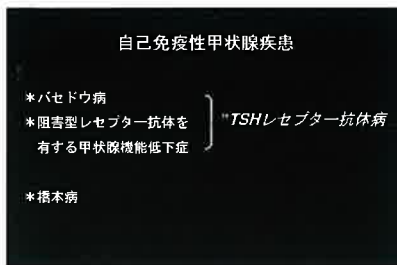 自己免疫性甲状腺疾患
*バセドウ病
*阻害型レセプター抗体を
有する甲状腺機能低下症
"TSHレセプター抗体病
*橋本病